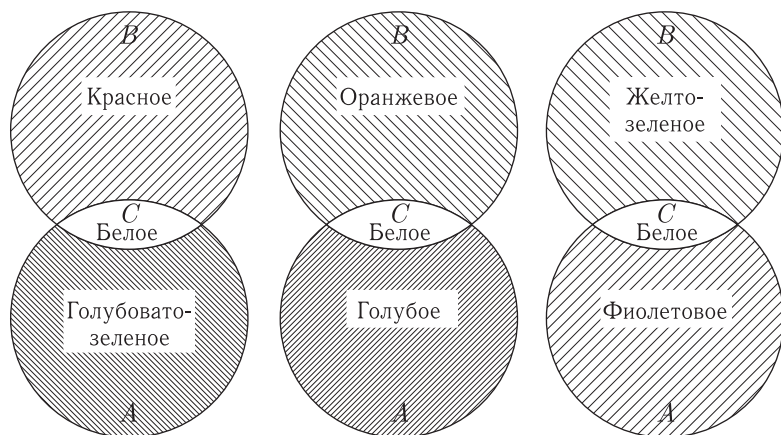 B
Красное
C
Белое
Голубовато-
зеленое
A
B
Оранжевое
C
Белое
Голубое
A
B
Желто-
зеленое
C
Белое
Фиолетовое
A